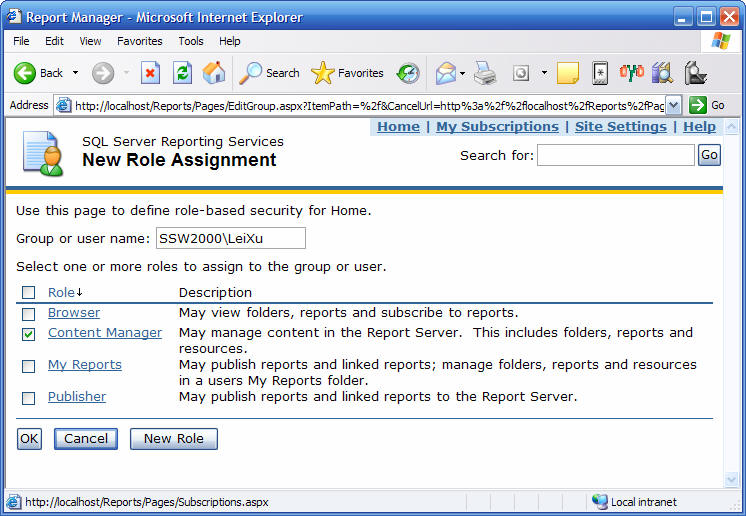 Report Manager - Microsoft Internet Explorer
File Edit View Favorites Tools Help
Back Search Favorites
Address http://localhost/Reports/Pages/EditGroup.aspx?ItemPath=%2f&CancelUrl=http%3a%2f%2flocalhost%2fReports%2fPag Go
Home | My Subscriptions | Site Settings | Help
SQL Server Reporting Services
New Role Assignment
Search for: Go
Use this page to define role-based security for Home.
Group or user name: SSW2000\LeiXu
Select one or more roles to assign to the group or user.
Role↓ Description
Browser May view folders, reports and subscribe to reports.
Content Manager May manage content in the Report Server. This includes folders, reports and
resources.
My Reports May publish reports and linked reports; manage folders, reports and resources
in a users My Reports folder.
Publisher May publish reports and linked reports to the Report Server.
OK Cancel New Role
http://localhost/Reports/Pages/Subscriptions.aspx Local intranet